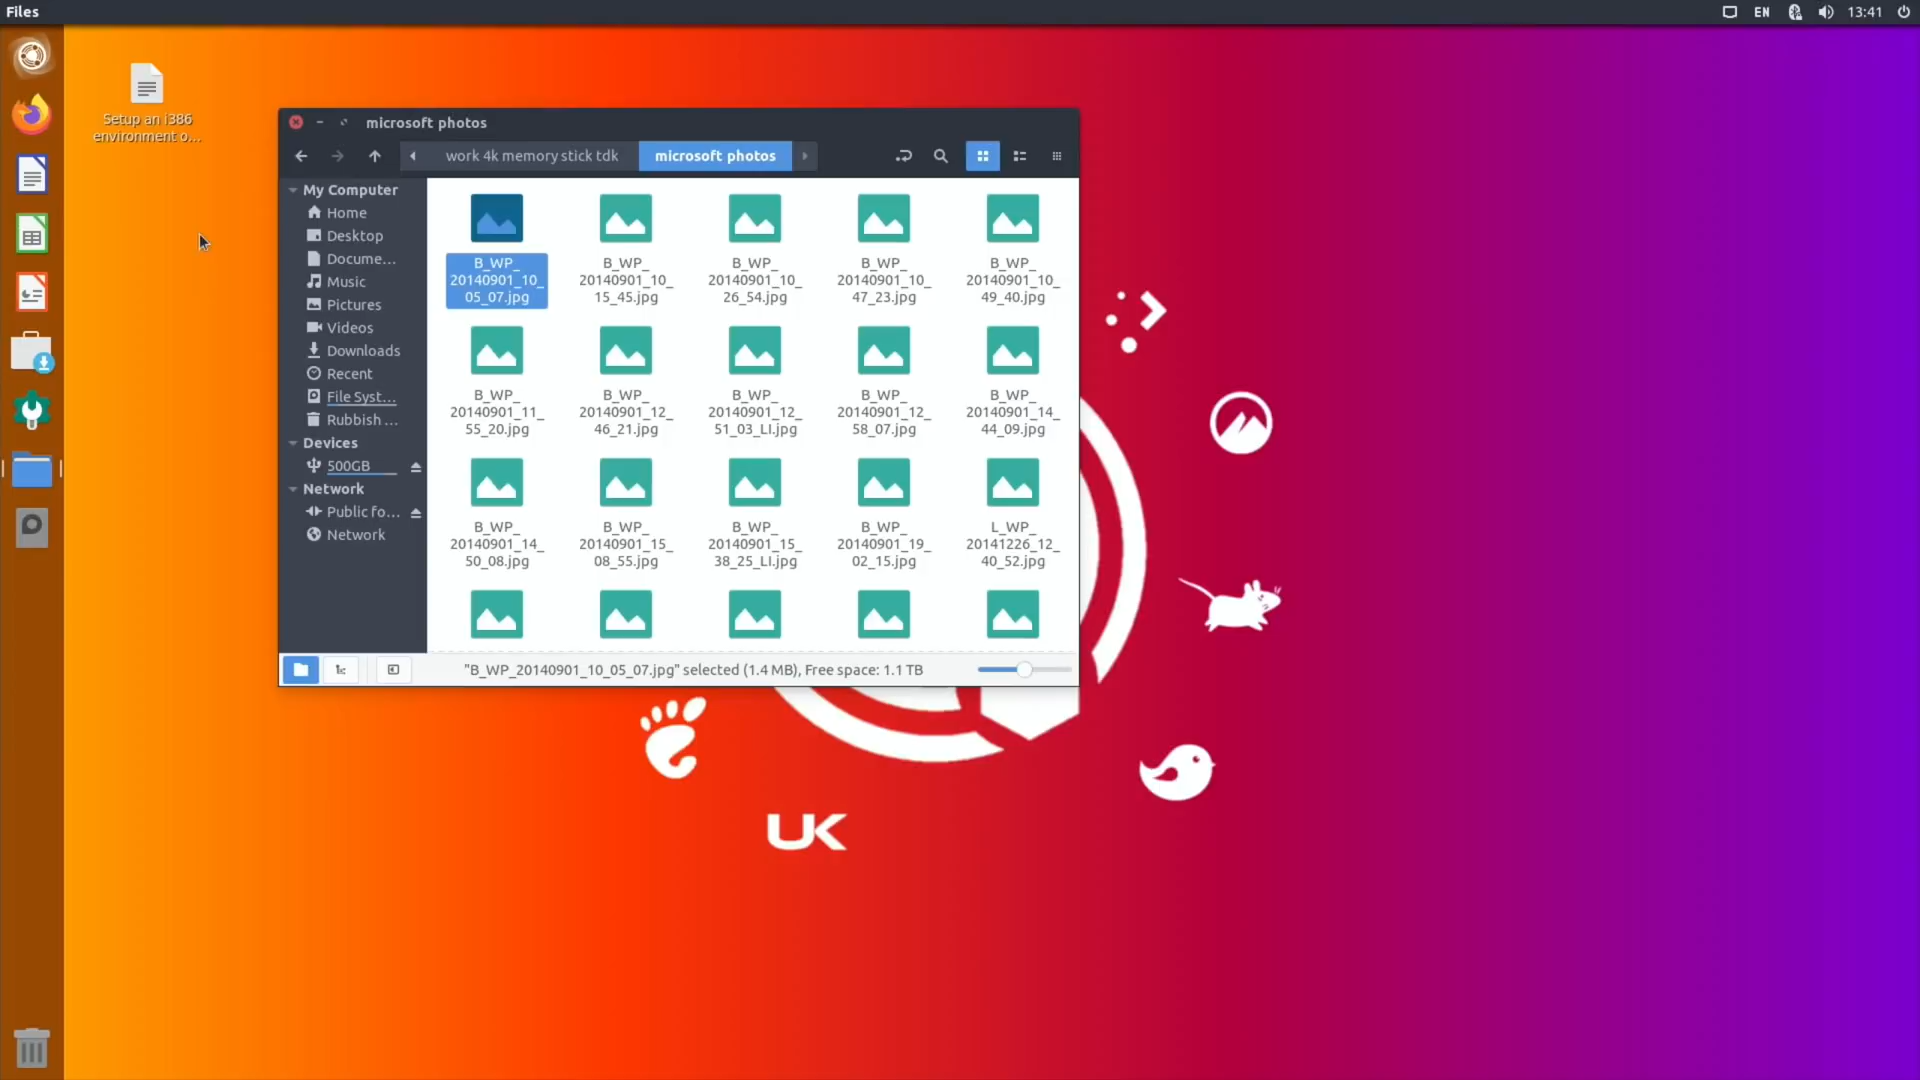 Files
EN
13:41
Setup an i386
environment o...
microsoft photos
work 4k memory stick tdk
microsoft photos
My Computer
Home
Desktop
Docume...
Music
Pictures
Videos
Downloads
Recent
File Syst...
Rubbish ...
Devices
500GB
Network
Public fo...
Network
B_WP_
20140901_10_
05_07.jpg
B_WP_
20140901_10_
15_45.jpg
B_WP_
20140901_10_
26_54.jpg
B_WP_
20140901_10_
47_23.jpg
B_WP_
20140901_10_
49_40.jpg
B_WP_
20140901_11_
55_20.jpg
B_WP_
20140901_12_
46_21.jpg
B_WP_
20140901_12_
51_03_LI.jpg
B_WP_
20140901_12_
58_07.jpg
B_WP_
20140901_14_
44_09.jpg
B_WP_
20140901_14_
50_08.jpg
B_WP_
20140901_15_
08_55.jpg
B_WP_
20140901_15_
38_25_LI.jpg
B_WP_
20140901_19_
02_15.jpg
L_WP_
20141226_12_
40_52.jpg
"B_WP_20140901_10_05_07.jpg" selected (1.4 MB), Free space: 1.1 TB
UK